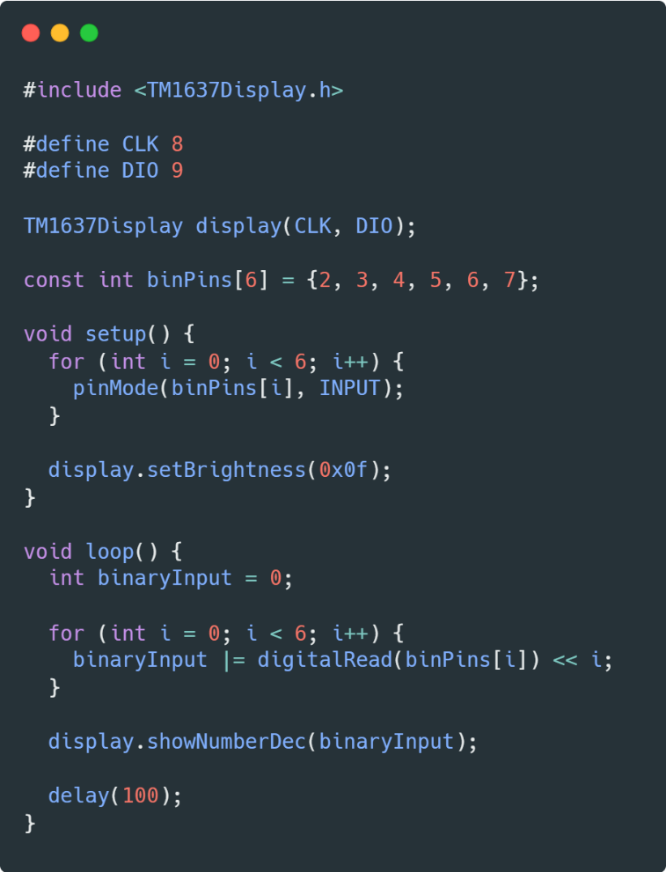 #include <TM1637Display.h>

#define CLK 8
#define DIO 9

TM1637Display display(CLK, DIO);

const int binPins[6] = {2, 3, 4, 5, 6, 7};

void setup() {
  for (int i = 0; i < 6; i++) {
    pinMode(binPins[i], INPUT);
  }

  display.setBrightness(0x0f);
}

void loop() {
  int binaryInput = 0;

  for (int i = 0; i < 6; i++) {
    binaryInput |= digitalRead(binPins[i]) << i;
  }

  display.showNumberDec(binaryInput);

  delay(100);
}